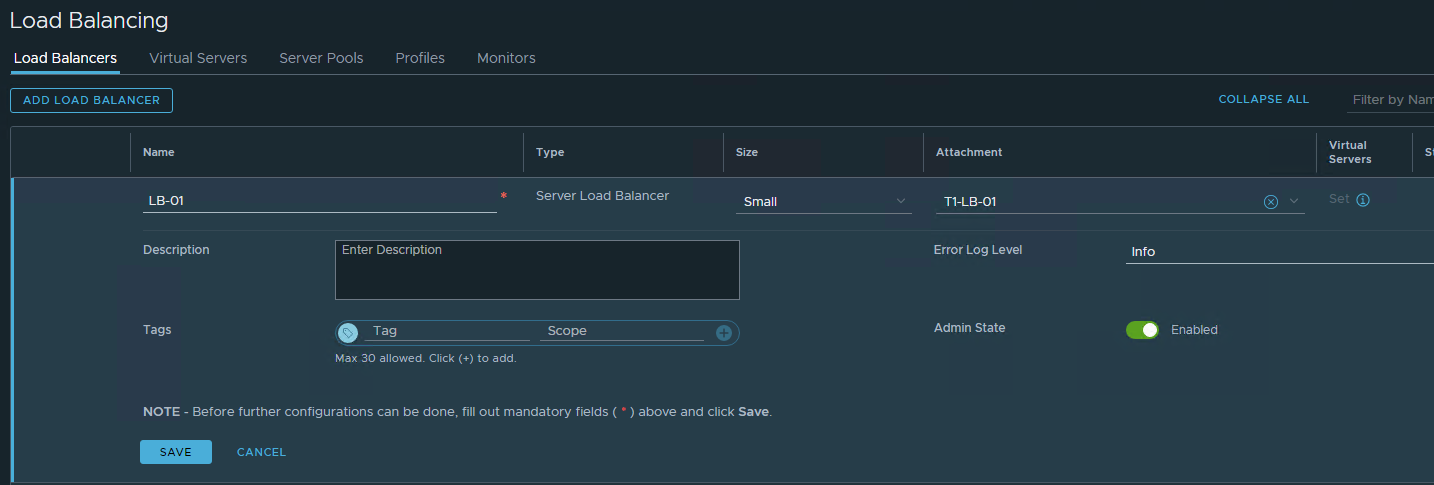 Load Balancing
Load Balancers Virtual Servers Server Pools Profiles Monitors
ADD LOAD BALANCER COLLAPSE ALL Filter by Nam
Name Type Size Attachment Virtual Servers
LB-01 * Server Load Balancer Small T1-LB-01 Set
Description Enter Description Error Log Level Info
Tags Tag Scope Admin State Enabled
Max 30 allowed. Click (+) to add.
NOTE - Before further configurations can be done, fill out mandatory fields ( * ) above and click Save.
SAVE CANCEL